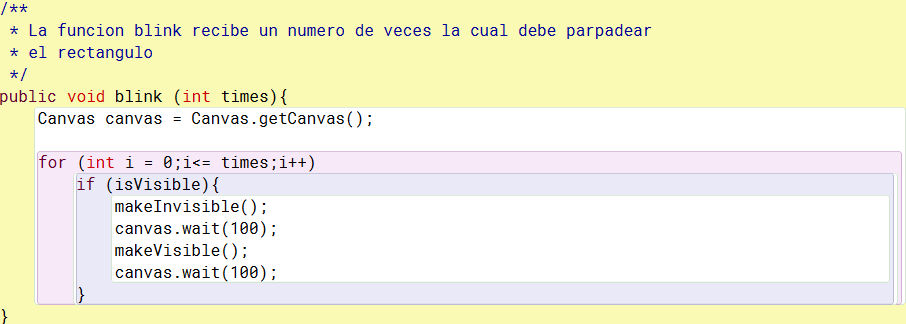 /**
 * La funcion blink recibe un numero de veces la cual debe parpadear
 * el rectangulo
 */
public void blink (int times){
    Canvas canvas = Canvas.getCanvas();
    for (int i = 0;i<= times;i++)
        if (isVisible){
            makeInvisible();
            canvas.wait(100);
            makeVisible();
            canvas.wait(100);
        }
}